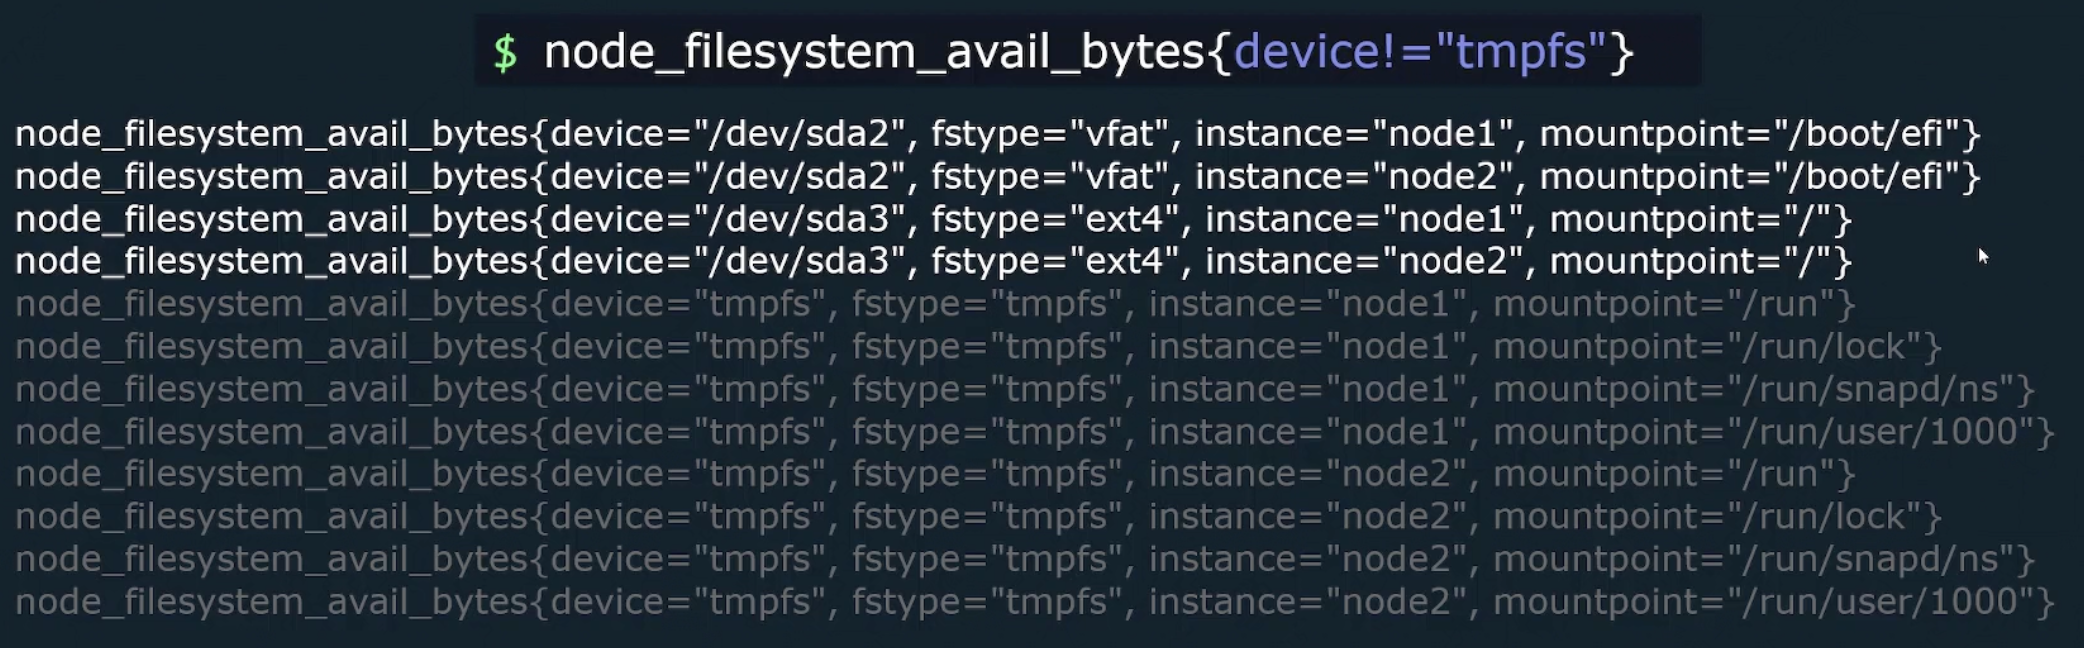 $ node_filesystem_avail_bytes{device!="tmpfs"}
node_filesystem_avail_bytes{device="/dev/sda2", fstype="vfat", instance="node1", mountpoint="/boot/efi"}
node_filesystem_avail_bytes{device="/dev/sda2", fstype="vfat", instance="node2", mountpoint="/boot/efi"}
node_filesystem_avail_bytes{device="/dev/sda3", fstype="ext4", instance="node1", mountpoint="/"}
node_filesystem_avail_bytes{device="/dev/sda3", fstype="ext4", instance="node2", mountpoint="/"}
node_filesystem_avail_bytes{device="tmpfs", fstype="tmpfs", instance="node1", mountpoint="/run"}
node_filesystem_avail_bytes{device="tmpfs", fstype="tmpfs", instance="node1", mountpoint="/run/lock"}
node_filesystem_avail_bytes{device="tmpfs", fstype="tmpfs", instance="node1", mountpoint="/run/snapd/ns"}
node_filesystem_avail_bytes{device="tmpfs", fstype="tmpfs", instance="node1", mountpoint="/run/user/1000"}
node_filesystem_avail_bytes{device="tmpfs", fstype="tmpfs", instance="node2", mountpoint="/run"}
node_filesystem_avail_bytes{device="tmpfs", fstype="tmpfs", instance="node2", mountpoint="/run/lock"}
node_filesystem_avail_bytes{device="tmpfs", fstype="tmpfs", instance="node2", mountpoint="/run/snapd/ns"}
node_filesystem_avail_bytes{device="tmpfs", fstype="tmpfs", instance="node2", mountpoint="/run/user/1000"}